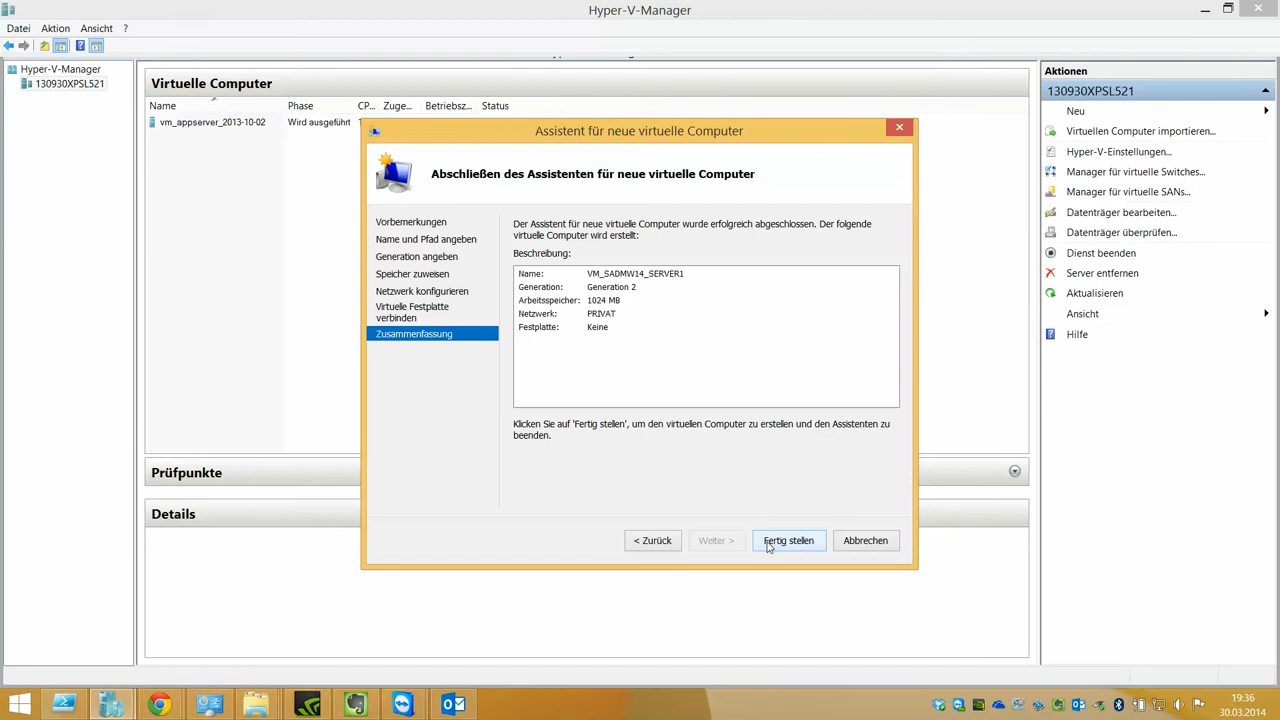 Hyper-V-Manager
Datei Aktion Ansicht ?
Hyper-V-Manager
130930XPSL521
Virtuelle Computer
Name Phase CP... Zuge... Betriebsz... Status
vm_appserver_2013-10-02 Wird ausgeführt
Assistent für neue virtuelle Computer
Abschließen des Assistenten für neue virtuelle Computer
Vorbemerkungen
Name und Pfad angeben
Generation angeben
Speicher zuweisen
Netzwerk konfigurieren
Virtuelle Festplatte
verbinden
Zusammenfassung
Der Assistent für neue virtuelle Computer wurde erfolgreich abgeschlossen. Der folgende
virtuelle Computer wird erstellt:
Beschreibung:
Name: VM_SADMW14_SERVER1
Generation: Generation 2
Arbeitsspeicher: 1024 MB
Netzwerk: PRIVAT
Festplatte: Keine
Klicken Sie auf 'Fertig stellen', um den virtuellen Computer zu erstellen und den Assistenten zu
beenden.
< Zurück Weiter > Fertig stellen Abbrechen
Prüfpunkte
Details
Aktionen
130930XPSL521
Neu
Virtuellen Computer importieren...
Hyper-V-Einstellungen...
Manager für virtuelle Switches...
Manager für virtuelle SANs...
Datenträger bearbeiten...
Datenträger überprüfen...
Dienst beenden
Server entfernen
Aktualisieren
Ansicht
Hilfe
19:36
30.03.2014